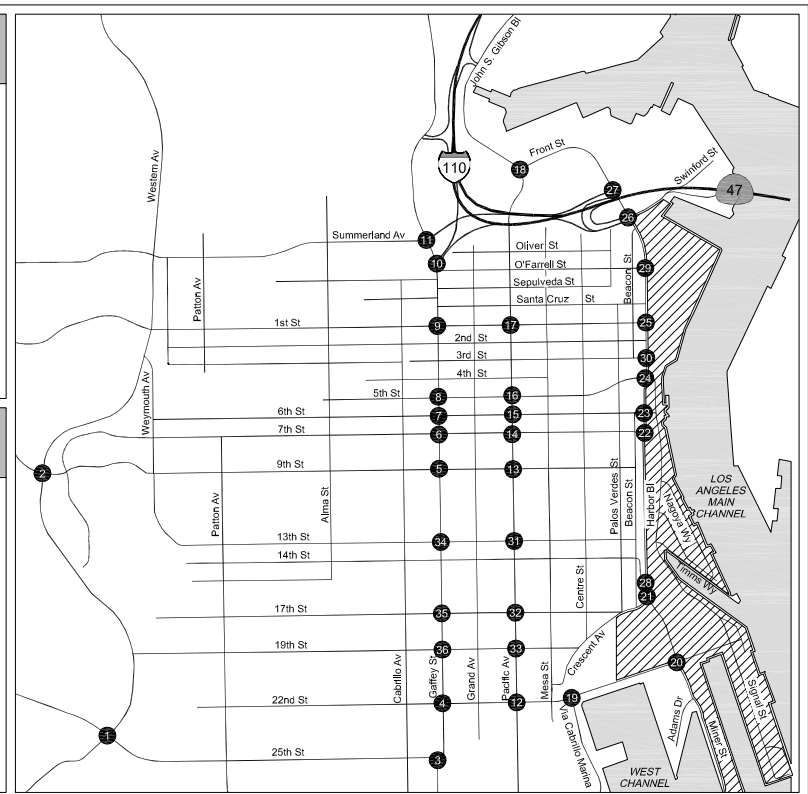 John S. Gibson Bl
Front St
18
110
27
Swinford St
47
Western Av
26
Summerland Av
11
Oliver St
10
O'Farrell St
29
Beacon St
Sepulveda St
Patton Av
Santa Cruz St
1st St
9
17
25
2nd St
3rd St
30
4th St
24
5th St
8
16
Weymouth Av
6th St
7
15
23
7th St
6
14
22
2
9th St
5
13
LOS
ANGELES
MAIN
CHANNEL
Patton Av
Alma St
Palos Verdes St
Beacon St
Harbor Bl
Nagoya Wy
13th St
34
31
14th St
Timms Wy
28
Centre St
21
17th St
35
32
19th St
36
33
Crescent Av
20
Cabrillo Av
Gaffey St
Grand Av
Pacific Av
Mesa St
22nd St
4
12
19
Signal St
Adams Dr
Miner St
Via Cabrillo Marina
1
25th St
3
WEST
CHANNEL